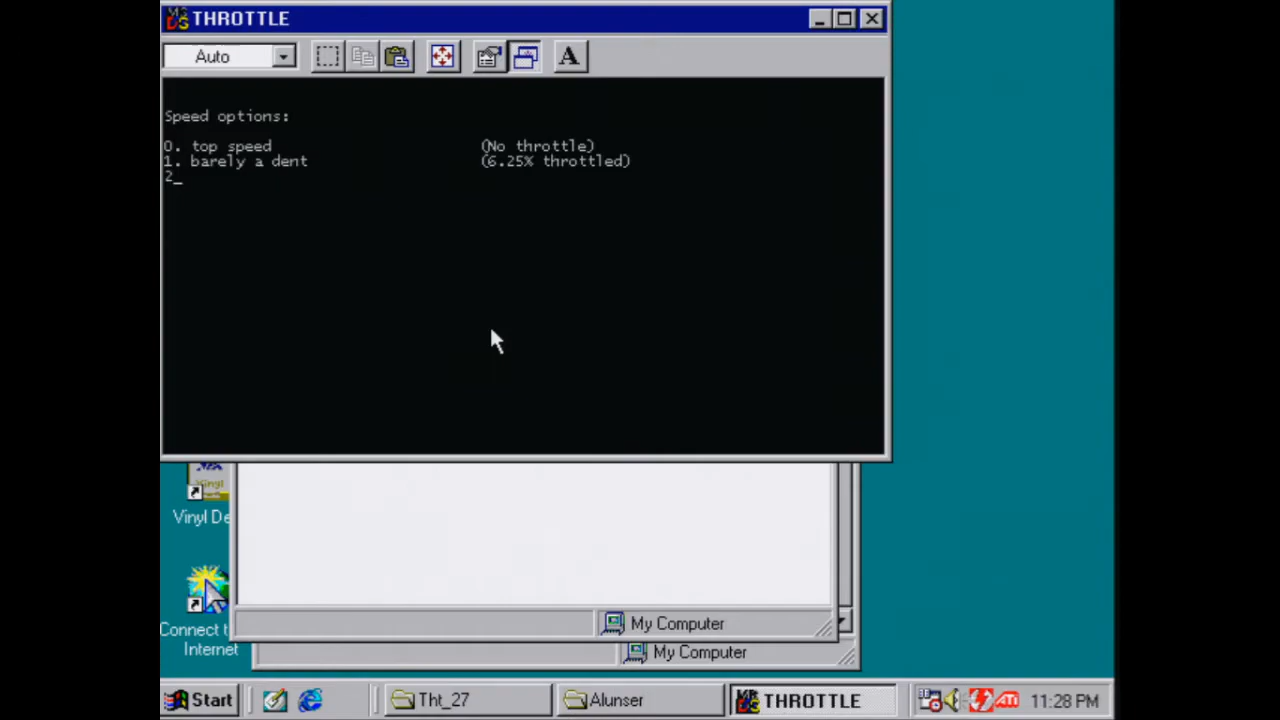 THROTTLE
Auto
A
Speed options:
0. top speed (No throttle)
1. barely a dent (6.25% throttled)
2_
Vinyl De
Connect t
Internet
My Computer
My Computer
Start
Tht_27
Alunser
THROTTLE
11:28 PM